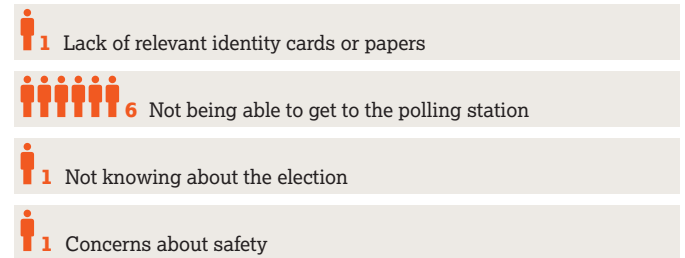 1 Lack of relevant identity cards or papers
6 Not being able to get to the polling station
1 Not knowing about the election
1 Concerns about safety